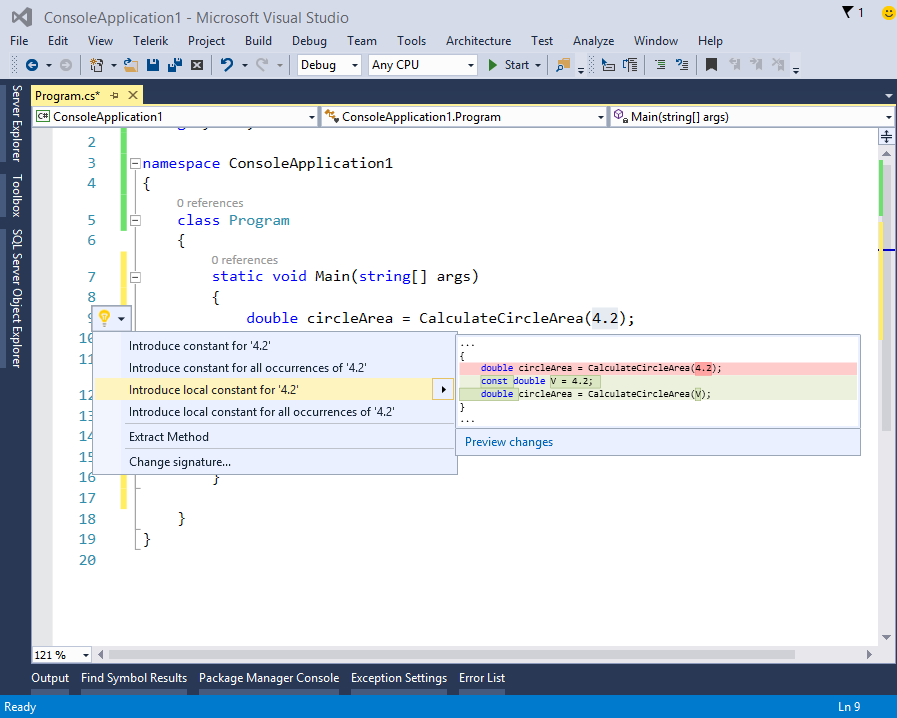 ConsoleApplication1 - Microsoft Visual Studio
1
File Edit View Telerik Project Build Debug Team Tools Architecture Test Analyze Window Help
Debug Any CPU Start
Server Explorer
Toolbox
SQL Server Object Explorer
Program.cs*
C# ConsoleApplication1 ConsoleApplication1.Program Main(string[] args)
2
3 namespace ConsoleApplication1
4 {
0 references
5 class Program
6 {
0 references
7 static void Main(string[] args)
8 {
double circleArea = CalculateCircleArea(4.2);
10
11
12
13
14
15
16 }
17
18 }
19 }
20
Introduce constant for '4.2'
Introduce constant for all occurrences of '4.2'
Introduce local constant for '4.2'
Introduce local constant for all occurrences of '4.2'
Extract Method
Change signature...
...
{
double circleArea = CalculateCircleArea(4.2);
const double V = 4.2;
double circleArea = CalculateCircleArea(V);
}
...
Preview changes
121 %
Output Find Symbol Results Package Manager Console Exception Settings Error List
Ready Ln 9